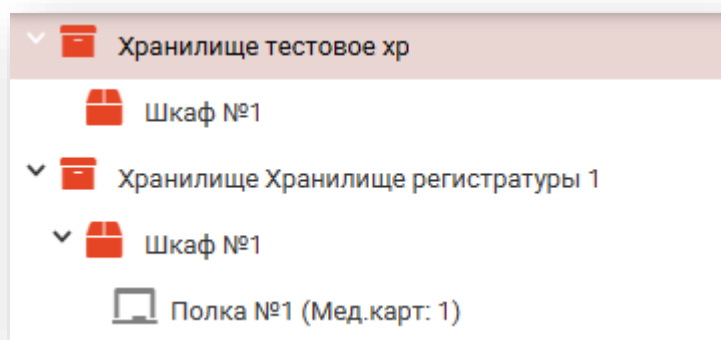 Хранилище тестовое хр
Шкаф №1
Хранилище Хранилище регистратуры 1
Шкаф №1
Полка №1 (Мед.карт: 1)